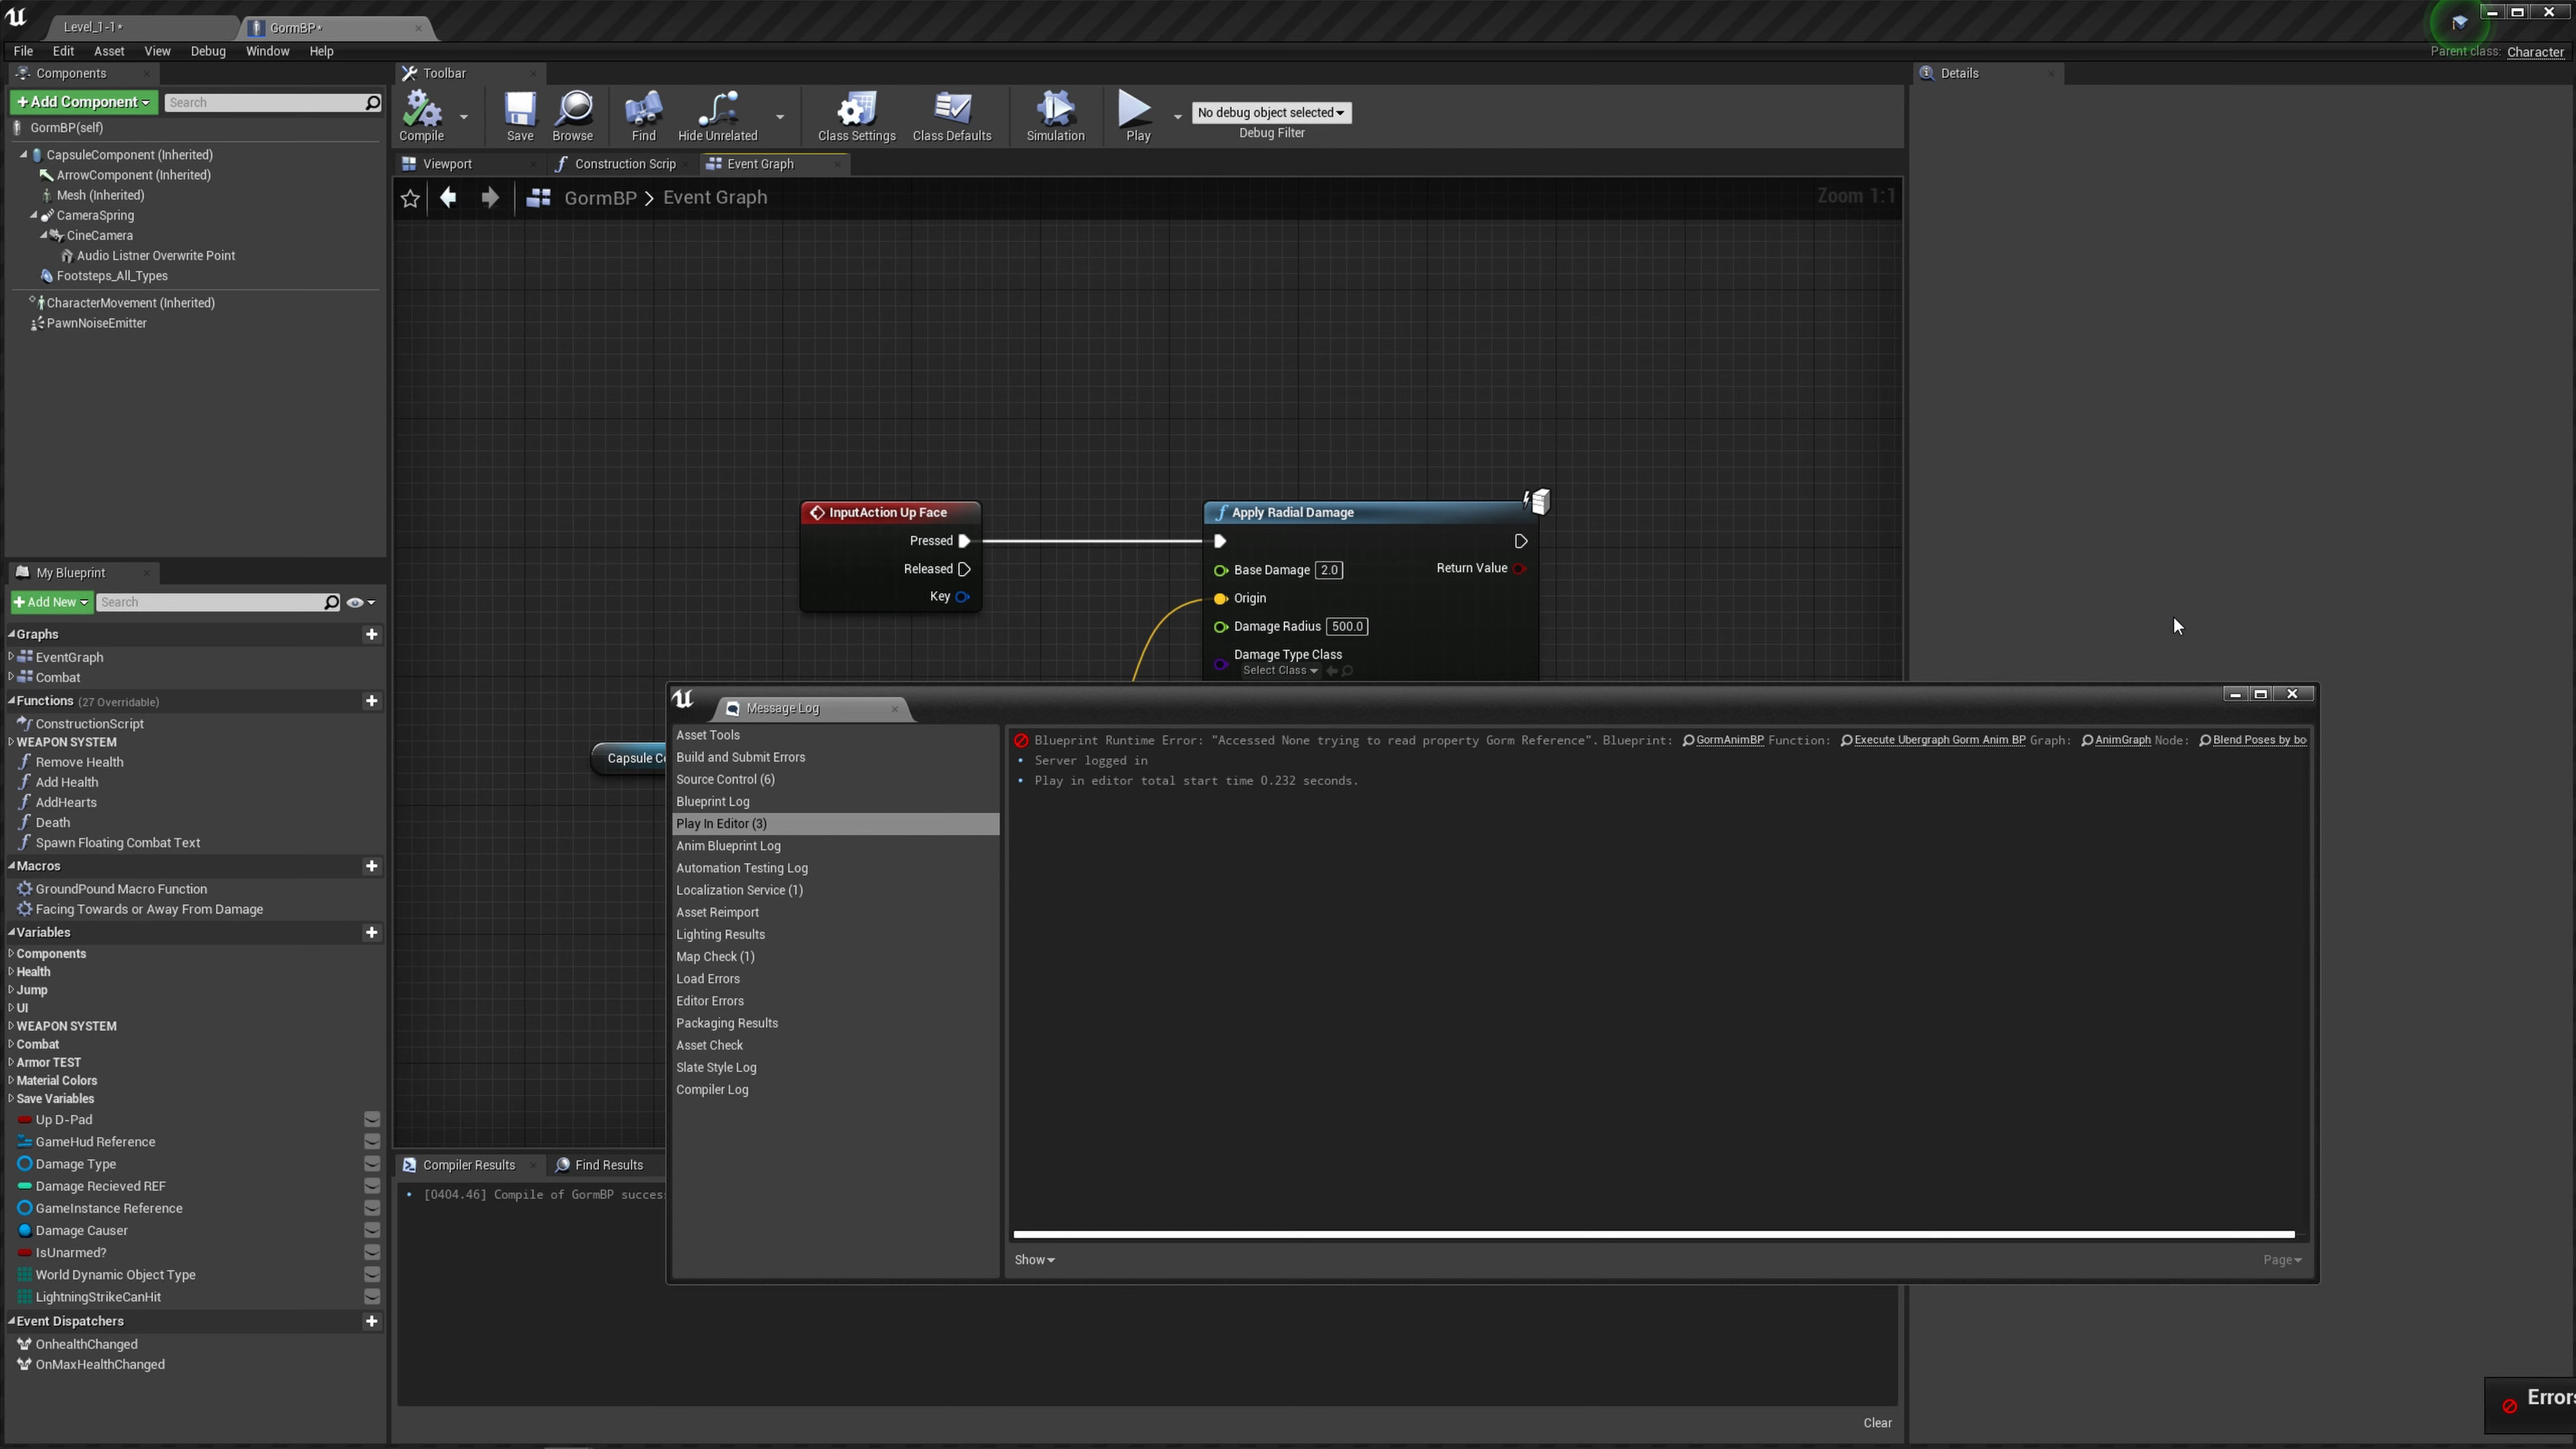 Level_1-1*
GormBP*
File Edit Asset View Debug Window Help
Parent class: Character
Components
+ Add Component
Search
GormBP(self)
CapsuleComponent (Inherited)
ArrowComponent (Inherited)
Mesh (Inherited)
CameraSpring
CineCamera
Audio Listner Overwrite Point
Footsteps_All_Types
CharacterMovement (Inherited)
PawnNoiseEmitter
My Blueprint
+ Add New
Search
Graphs
EventGraph
Combat
Functions (27 Overridable)
ConstructionScript
WEAPON SYSTEM
Remove Health
Add Health
AddHearts
Death
Spawn Floating Combat Text
Macros
GroundPound Macro Function
Facing Towards or Away From Damage
Variables
Components
Health
Jump
UI
WEAPON SYSTEM
Combat
Armor TEST
Material Colors
Save Variables
Up D-Pad
GameHud Reference
Damage Type
Damage Recieved REF
GameInstance Reference
Damage Causer
IsUnarmed?
World Dynamic Object Type
LightningStrikeCanHit
Event Dispatchers
OnhealthChanged
OnMaxHealthChanged
Toolbar
Compile
Save
Browse
Find
Hide Unrelated
Class Settings
Class Defaults
Simulation
Play
No debug object selected
Debug Filter
Viewport
Construction Scrip
Event Graph
GormBP > Event Graph
Zoom 1:1
InputAction Up Face
Pressed
Released
Key
Apply Radial Damage
Base Damage 2.0
Return Value
Origin
Damage Radius 500.0
Damage Type Class
Select Class
Capsule Co
Message Log
Asset Tools
Build and Submit Errors
Source Control (6)
Blueprint Log
Play In Editor (3)
Anim Blueprint Log
Automation Testing Log
Localization Service (1)
Asset Reimport
Lighting Results
Map Check (1)
Load Errors
Editor Errors
Packaging Results
Asset Check
Slate Style Log
Compiler Log
Blueprint Runtime Error: "Accessed None trying to read property Gorm Reference". Blueprint: GormAnimBP Function: Execute Ubergraph Gorm Anim BP Graph: AnimGraph Node: Blend Poses by bo
Server logged in
Play in editor total start time 0.232 seconds.
Show
Page
Compiler Results
Find Results
[0404.46] Compile of GormBP succes
Clear
Details
Errors